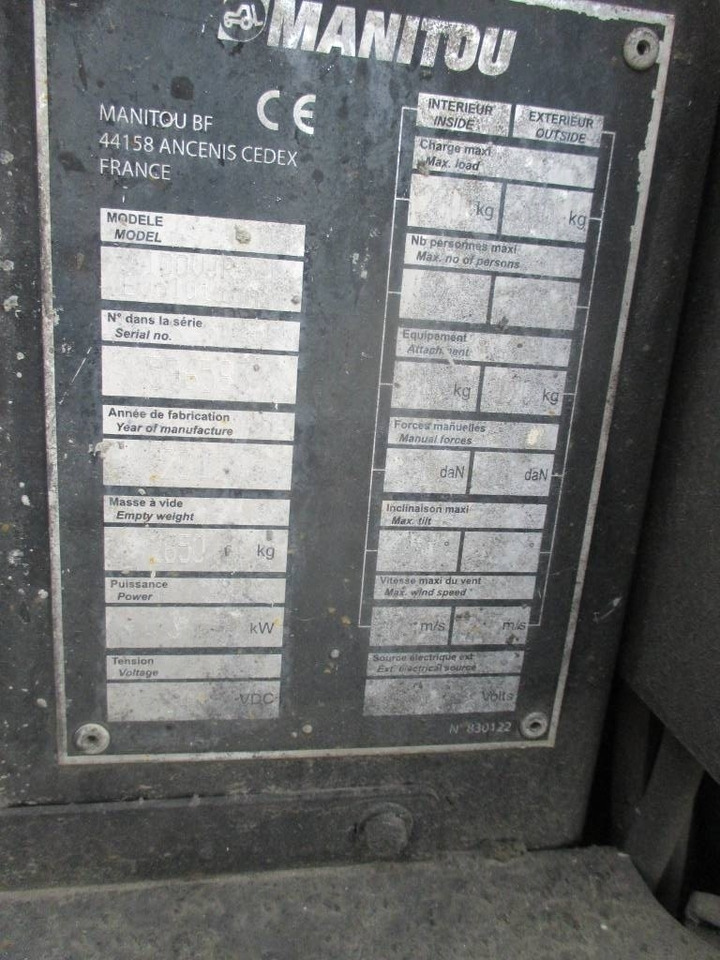 MANITOU
CE
MANITOU BF
44158 ANCENIS CEDEX
FRANCE
MODELE
MODEL
N° dans la série
Serial no.
Année de fabrication
Year of manufacture
Masse à vide
Empty weight
kg
Puissance
Power
kW
Tension
Voltage
VDC
INTERIEUR
INSIDE
EXTERIEUR
OUTSIDE
Charge maxi
Max. load
kg kg
Nb personnes maxi
Max. no of persons
Equipement
Attachment
kg kg
Forces manuelles
Manual forces
daN daN
Inclinaison maxi
Max. tilt
Vitesse maxi du vent
Max. wind speed
m/s m/s
Source électrique ext
Ext. électrical source
Volts
N° 830122